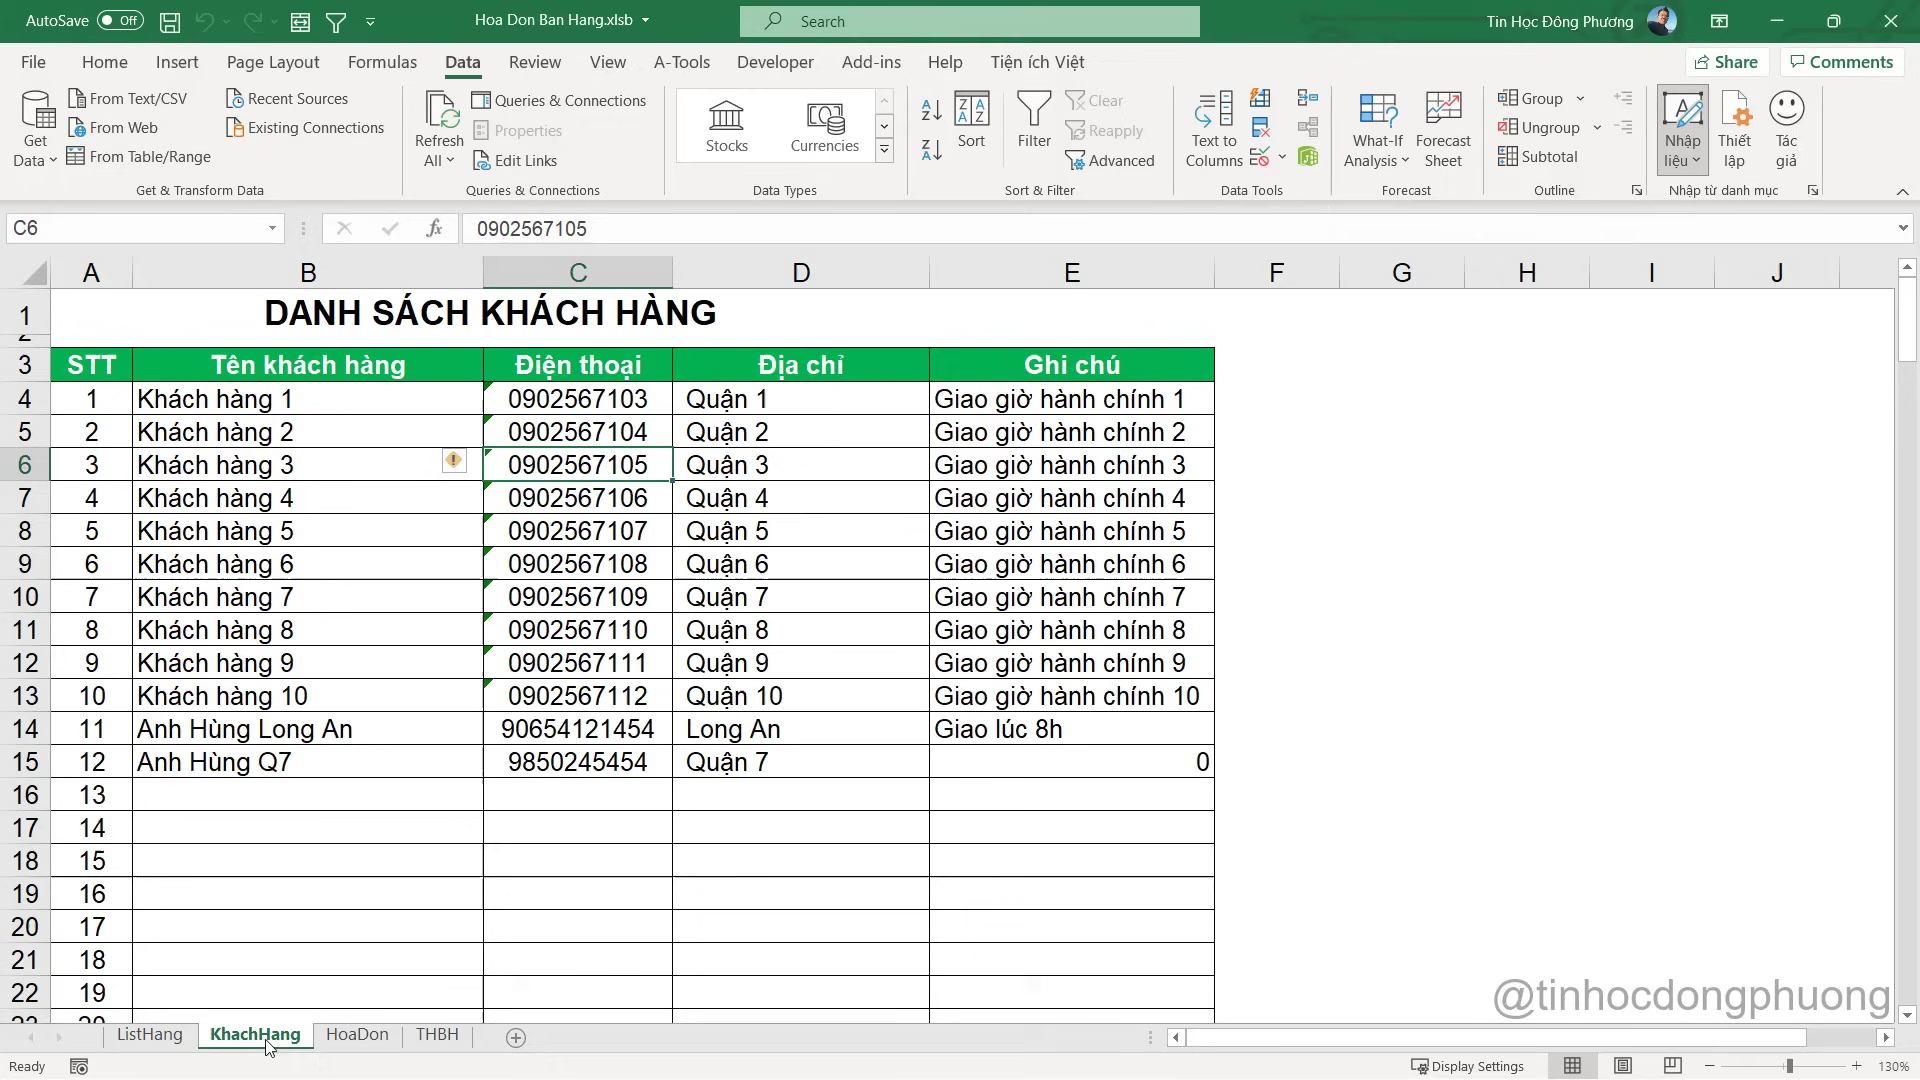 AutoSave Off Hoa Don Ban Hang.xlsb Search Tin Học Đông Phương
File Home Insert Page Layout Formulas Data Review View A-Tools Developer Add-ins Help Tiện ích Việt Share Comments
Get Data
From Text/CSV
From Web
From Table/Range
Recent Sources
Existing Connections
Get & Transform Data
Refresh All
Queries & Connections
Properties
Edit Links
Queries & Connections
Stocks Currencies
Data Types
Sort
Filter
Clear
Reapply
Advanced
Sort & Filter
Text to Columns
Data Tools
What-If Analysis
Forecast Sheet
Forecast
Group
Ungroup
Subtotal
Outline
Nhập liệu
Thiết lập
Tác giả
Nhập từ danh mục
C6 fx 0902567105
A B C D E F G H I J
1 DANH SÁCH KHÁCH HÀNG
2
3 STT Tên khách hàng Điện thoại Địa chỉ Ghi chú
4 1 Khách hàng 1 0902567103 Quận 1 Giao giờ hành chính 1
5 2 Khách hàng 2 0902567104 Quận 2 Giao giờ hành chính 2
6 3 Khách hàng 3 0902567105 Quận 3 Giao giờ hành chính 3
7 4 Khách hàng 4 0902567106 Quận 4 Giao giờ hành chính 4
8 5 Khách hàng 5 0902567107 Quận 5 Giao giờ hành chính 5
9 6 Khách hàng 6 0902567108 Quận 6 Giao giờ hành chính 6
10 7 Khách hàng 7 0902567109 Quận 7 Giao giờ hành chính 7
11 8 Khách hàng 8 0902567110 Quận 8 Giao giờ hành chính 8
12 9 Khách hàng 9 0902567111 Quận 9 Giao giờ hành chính 9
13 10 Khách hàng 10 0902567112 Quận 10 Giao giờ hành chính 10
14 11 Anh Hùng Long An 90654121454 Long An Giao lúc 8h
15 12 Anh Hùng Q7 9850245454 Quận 7 0
16 13
17 14
18 15
19 16
20 17
21 18
22 19
23 20
@tinhocdongphuong
ListHang KhachHang HoaDon THBH
Ready Display Settings 130%